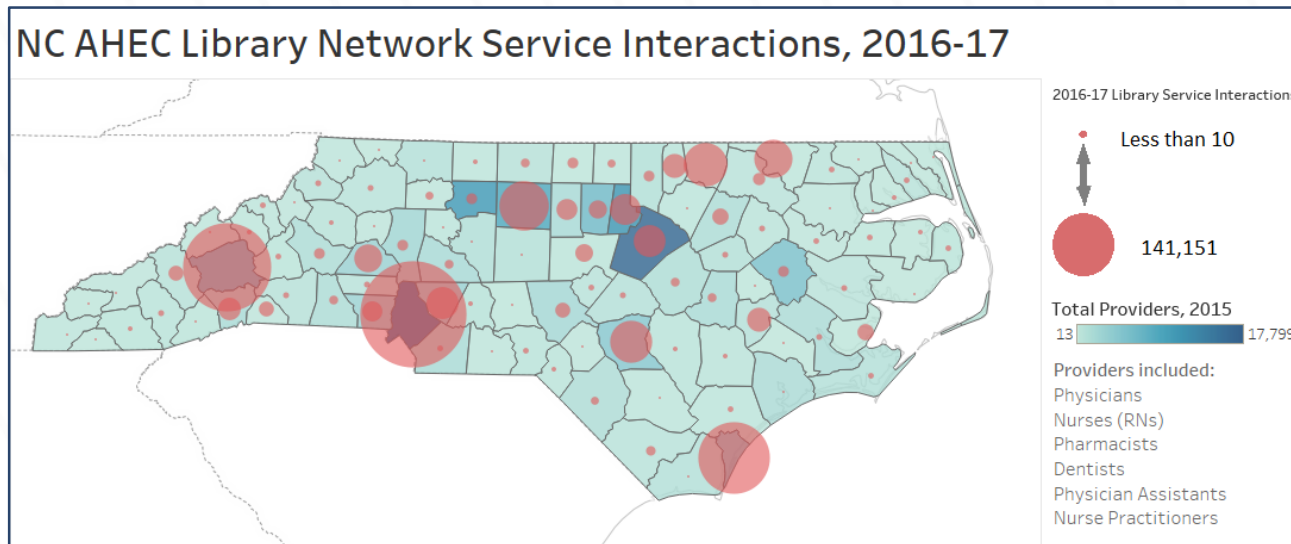 NC AHEC Library Network Service Interactions, 2016-17
2016-17 Library Service Interactions
Less than 10
141,151
Total Providers, 2015
13 17,799
Providers included:
Physicians
Nurses (RNs)
Pharmacists
Dentists
Physician Assistants
Nurse Practitioners